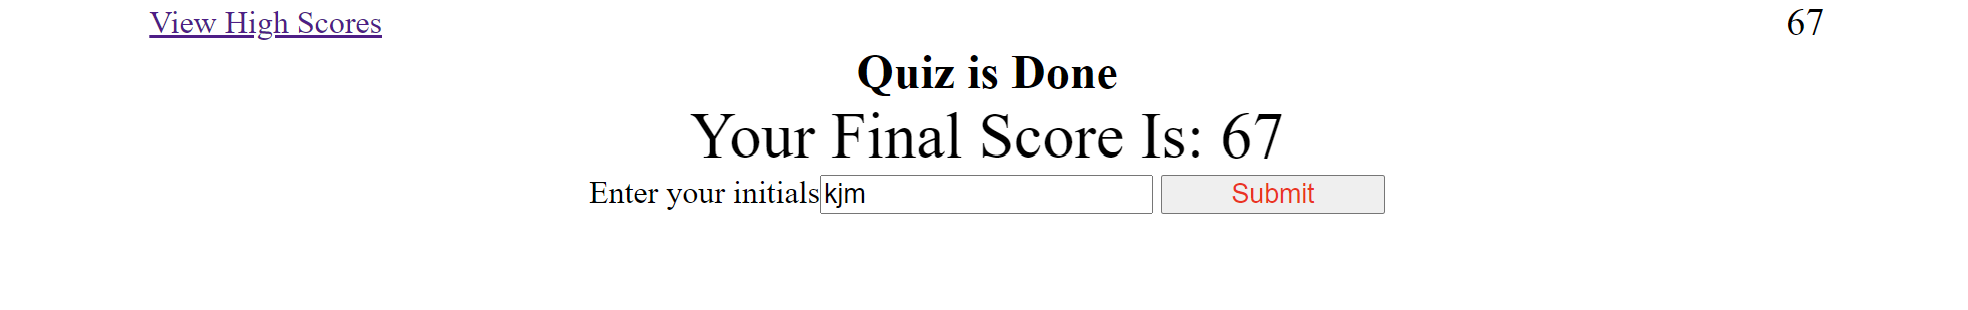 View High Scores 67
Quiz is Done
Your Final Score Is: 67
Enter your initials kjm Submit